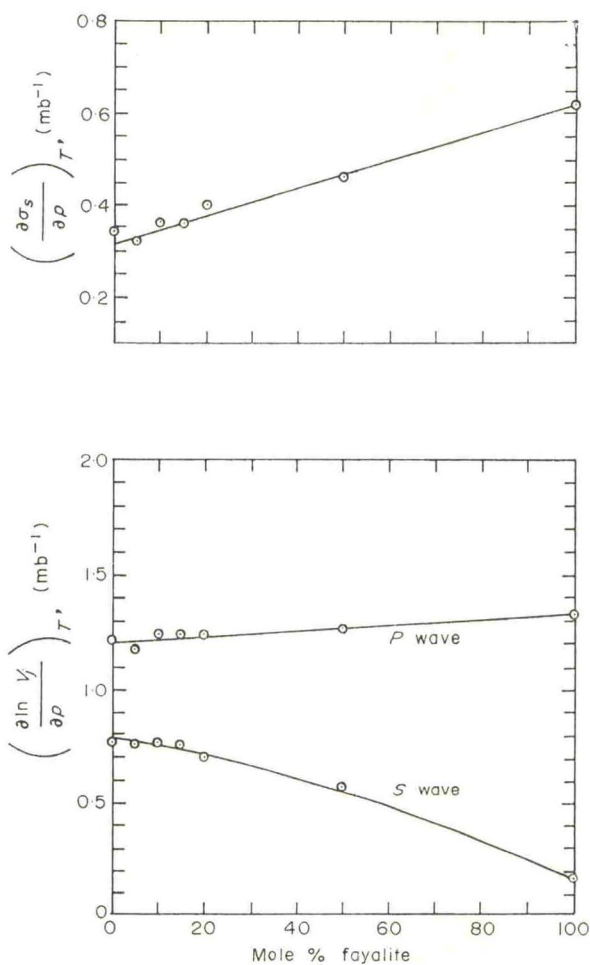 0·8
0·6
0·4
0·2
(∂σs/∂p)T, (mb⁻¹)
2·0
1·5
1·0
0·5
0
(∂ln Vj/∂p)T, (mb⁻¹)
P wave
S wave
0 20 40 60 80 100
Mole % fayalite